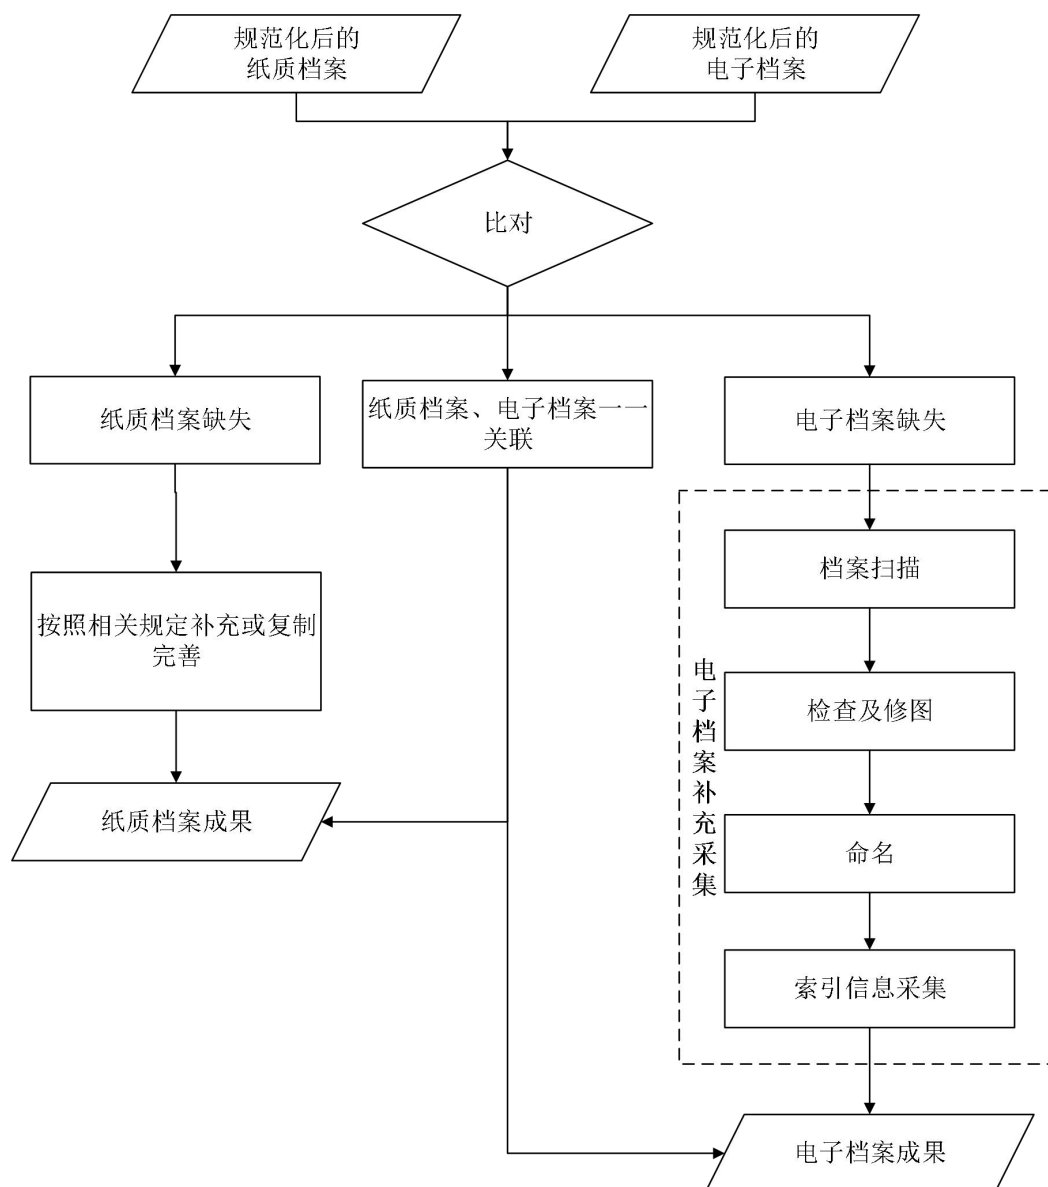 规范化后的
纸质档案
规范化后的
电子档案
比对
纸质档案缺失
纸质档案、电子档案一一
关联
电子档案缺失
按照相关规定补充或复制
完善
纸质档案成果
电子档案补充采集
档案扫描
检查及修图
命名
索引信息采集
电子档案成果